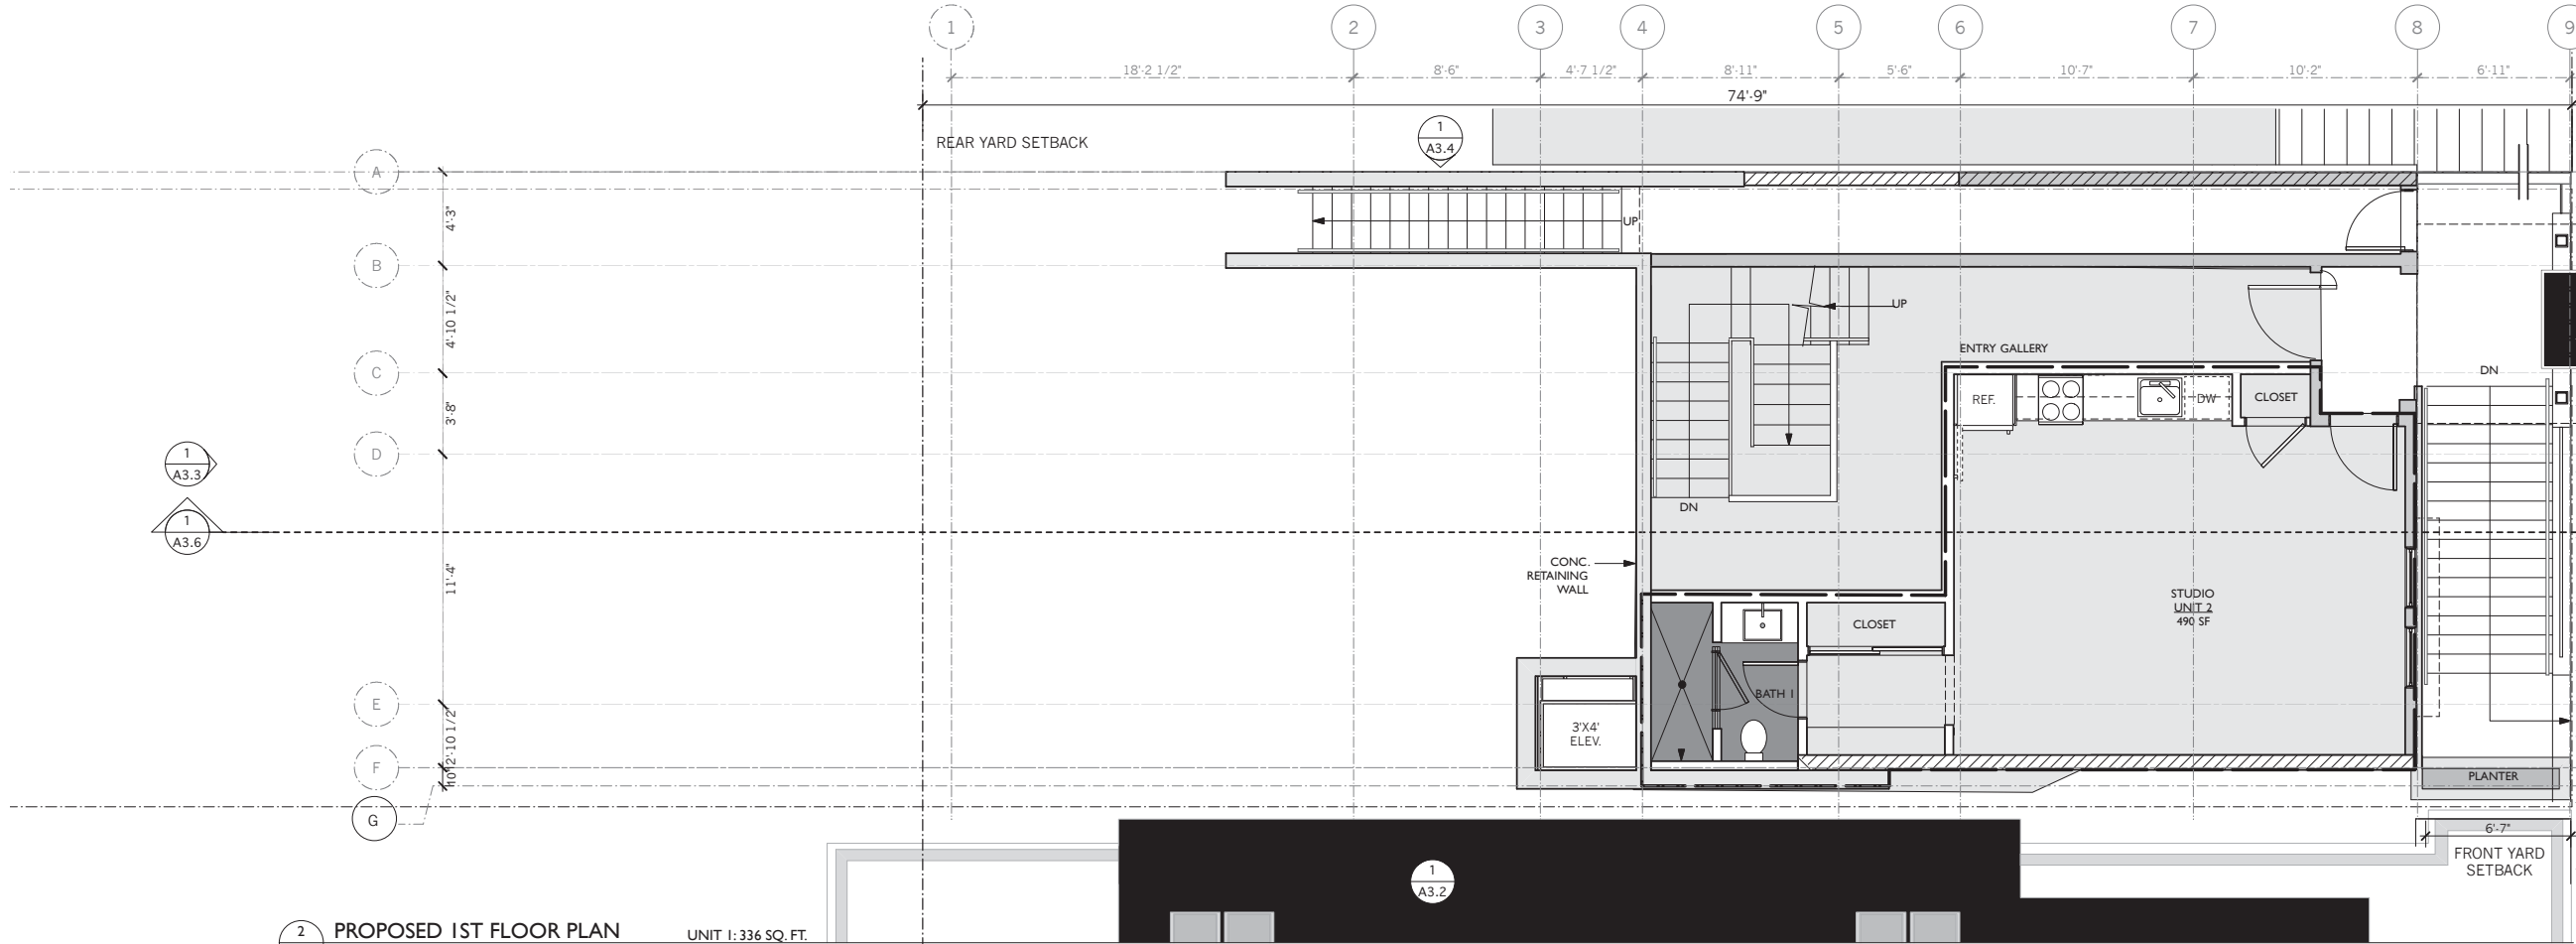 1 2 3 4 5 6 7 8 9
18'-2 1/2" 8'-6" 4'-7 1/2" 8'-11" 5'-6" 10'-7" 10'-2" 6'-11"
74'-9"
REAR YARD SETBACK
1
A3.4
A
4'-3"
UP
B
4'-10 1/2"
UP
ENTRY GALLERY
C
DN
3'-8"
REF.
DW
CLOSET
D
1
A3.3
DN
1
A3.6
CONC.
RETAINING
WALL
11'-4"
STUDIO
UNIT 2
490 SF
CLOSET
BATH 1
E
3'X4'
ELEV.
2'-10 1/2"
F
10"
PLANTER
G
6'-7"
FRONT YARD
SETBACK
1
A3.2
2
PROPOSED 1ST FLOOR PLAN
UNIT 1: 336 SQ. FT.